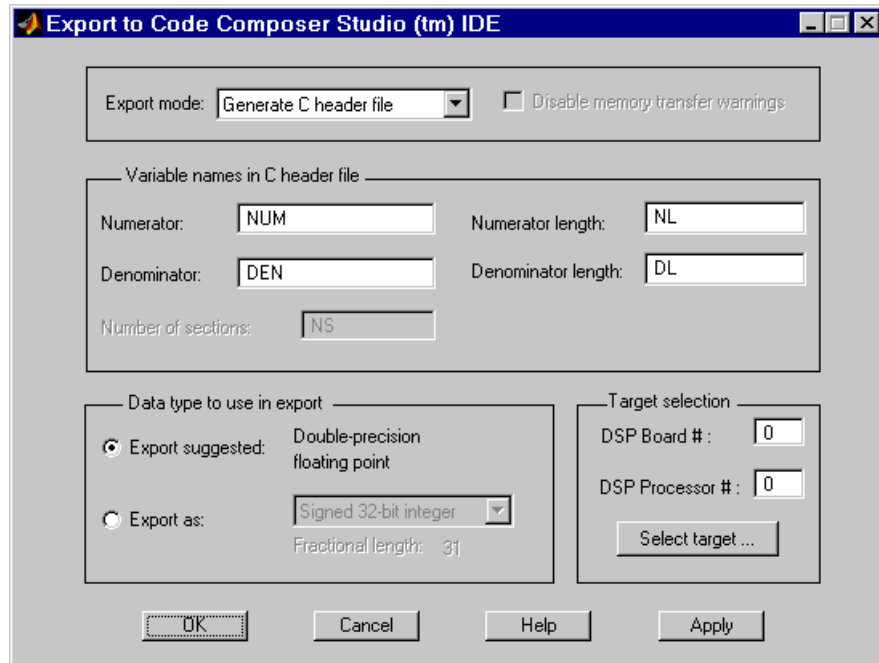 Export to Code Composer Studio (tm) IDE
Export mode: Generate C header file Disable memory transfer warnings
Variable names in C header file
Numerator: NUM Numerator length: NL
Denominator: DEN Denominator length: DL
Number of sections: NS
Data type to use in export Target selection
Export suggested: Double-precision DSP Board # : 0
floating point
DSP Processor # : 0
Export as: Signed 32-bit integer
Select target ...
Fractional length: 31
OK Cancel Help Apply